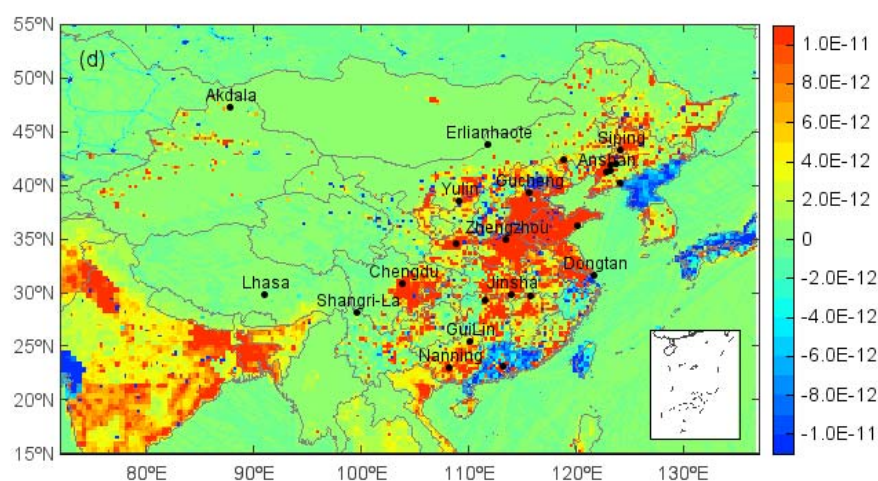 55ºN
(d)
1.0E-11
50ºN
8.0E-12
Akdala
6.0E-12
45ºN
Erlianhaote
Siping
4.0E-12
Anshan
40ºN
Yulin
Gucheng
2.0E-12
35ºN
Zhengzhou
0
Chengdu
Dongtan
30ºN
Lhasa
Jinsha
-2.0E-12
Shangri-La
-4.0E-12
25ºN
GuiLin
-6.0E-12
Nanning
20ºN
-8.0E-12
15ºN
-1.0E-11
80ºE 90ºE 100ºE 110ºE 120ºE 130ºE